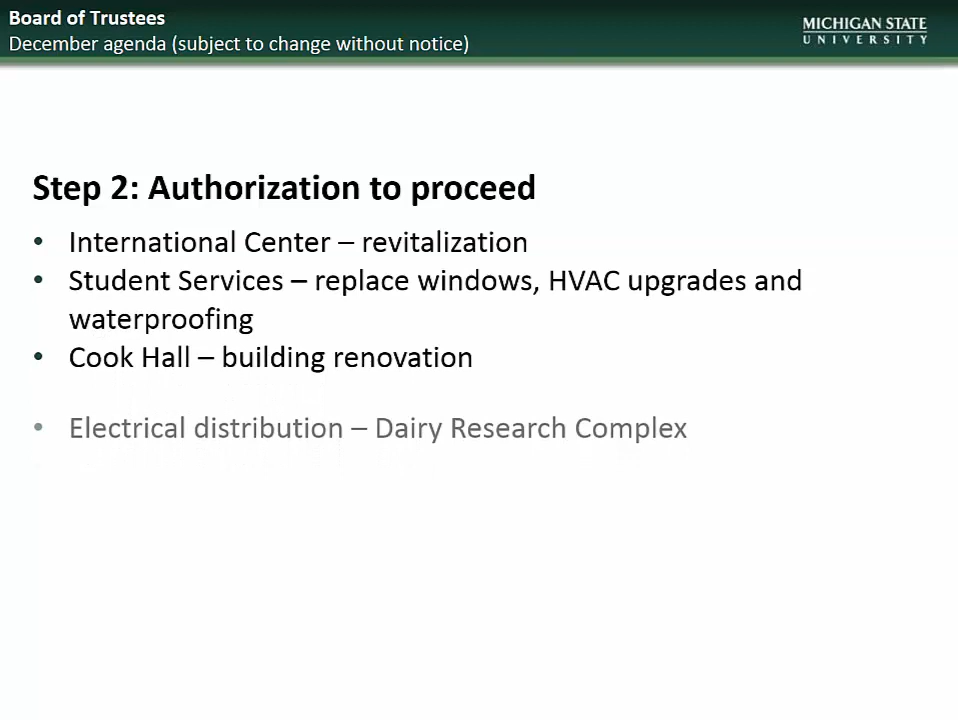 Board of Trustees
December agenda (subject to change without notice)
MICHIGAN STATE
UNIVERSITY
Step 2: Authorization to proceed
• International Center – revitalization
• Student Services – replace windows, HVAC upgrades and
waterproofing
• Cook Hall – building renovation
• Electrical distribution – Dairy Research Complex